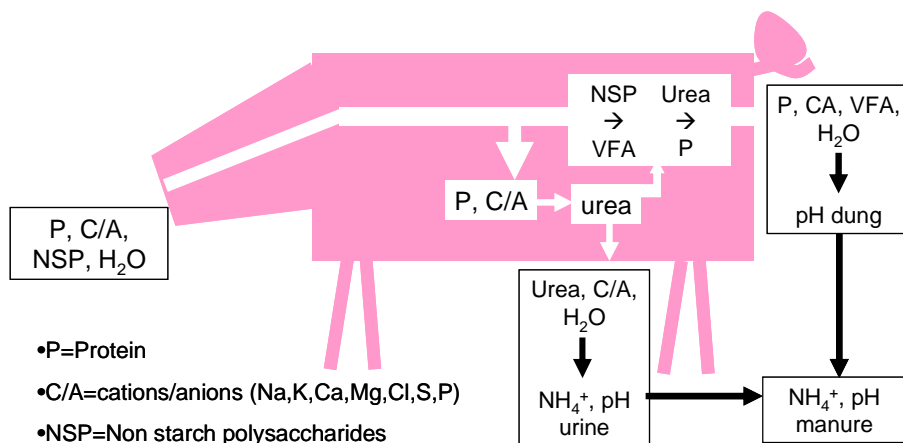 P, C/A,
NSP, H₂O
P, C/A
urea
NSP Urea
→ →
VFA P
P, CA, VFA,
H₂O
pH dung
Urea, C/A,
H₂O
NH₄⁺, pH
urine
NH₄⁺, pH
manure
•P=Protein
•C/A=cations/anions (Na,K,Ca,Mg,Cl,S,P)
•NSP=Non starch polysaccharides